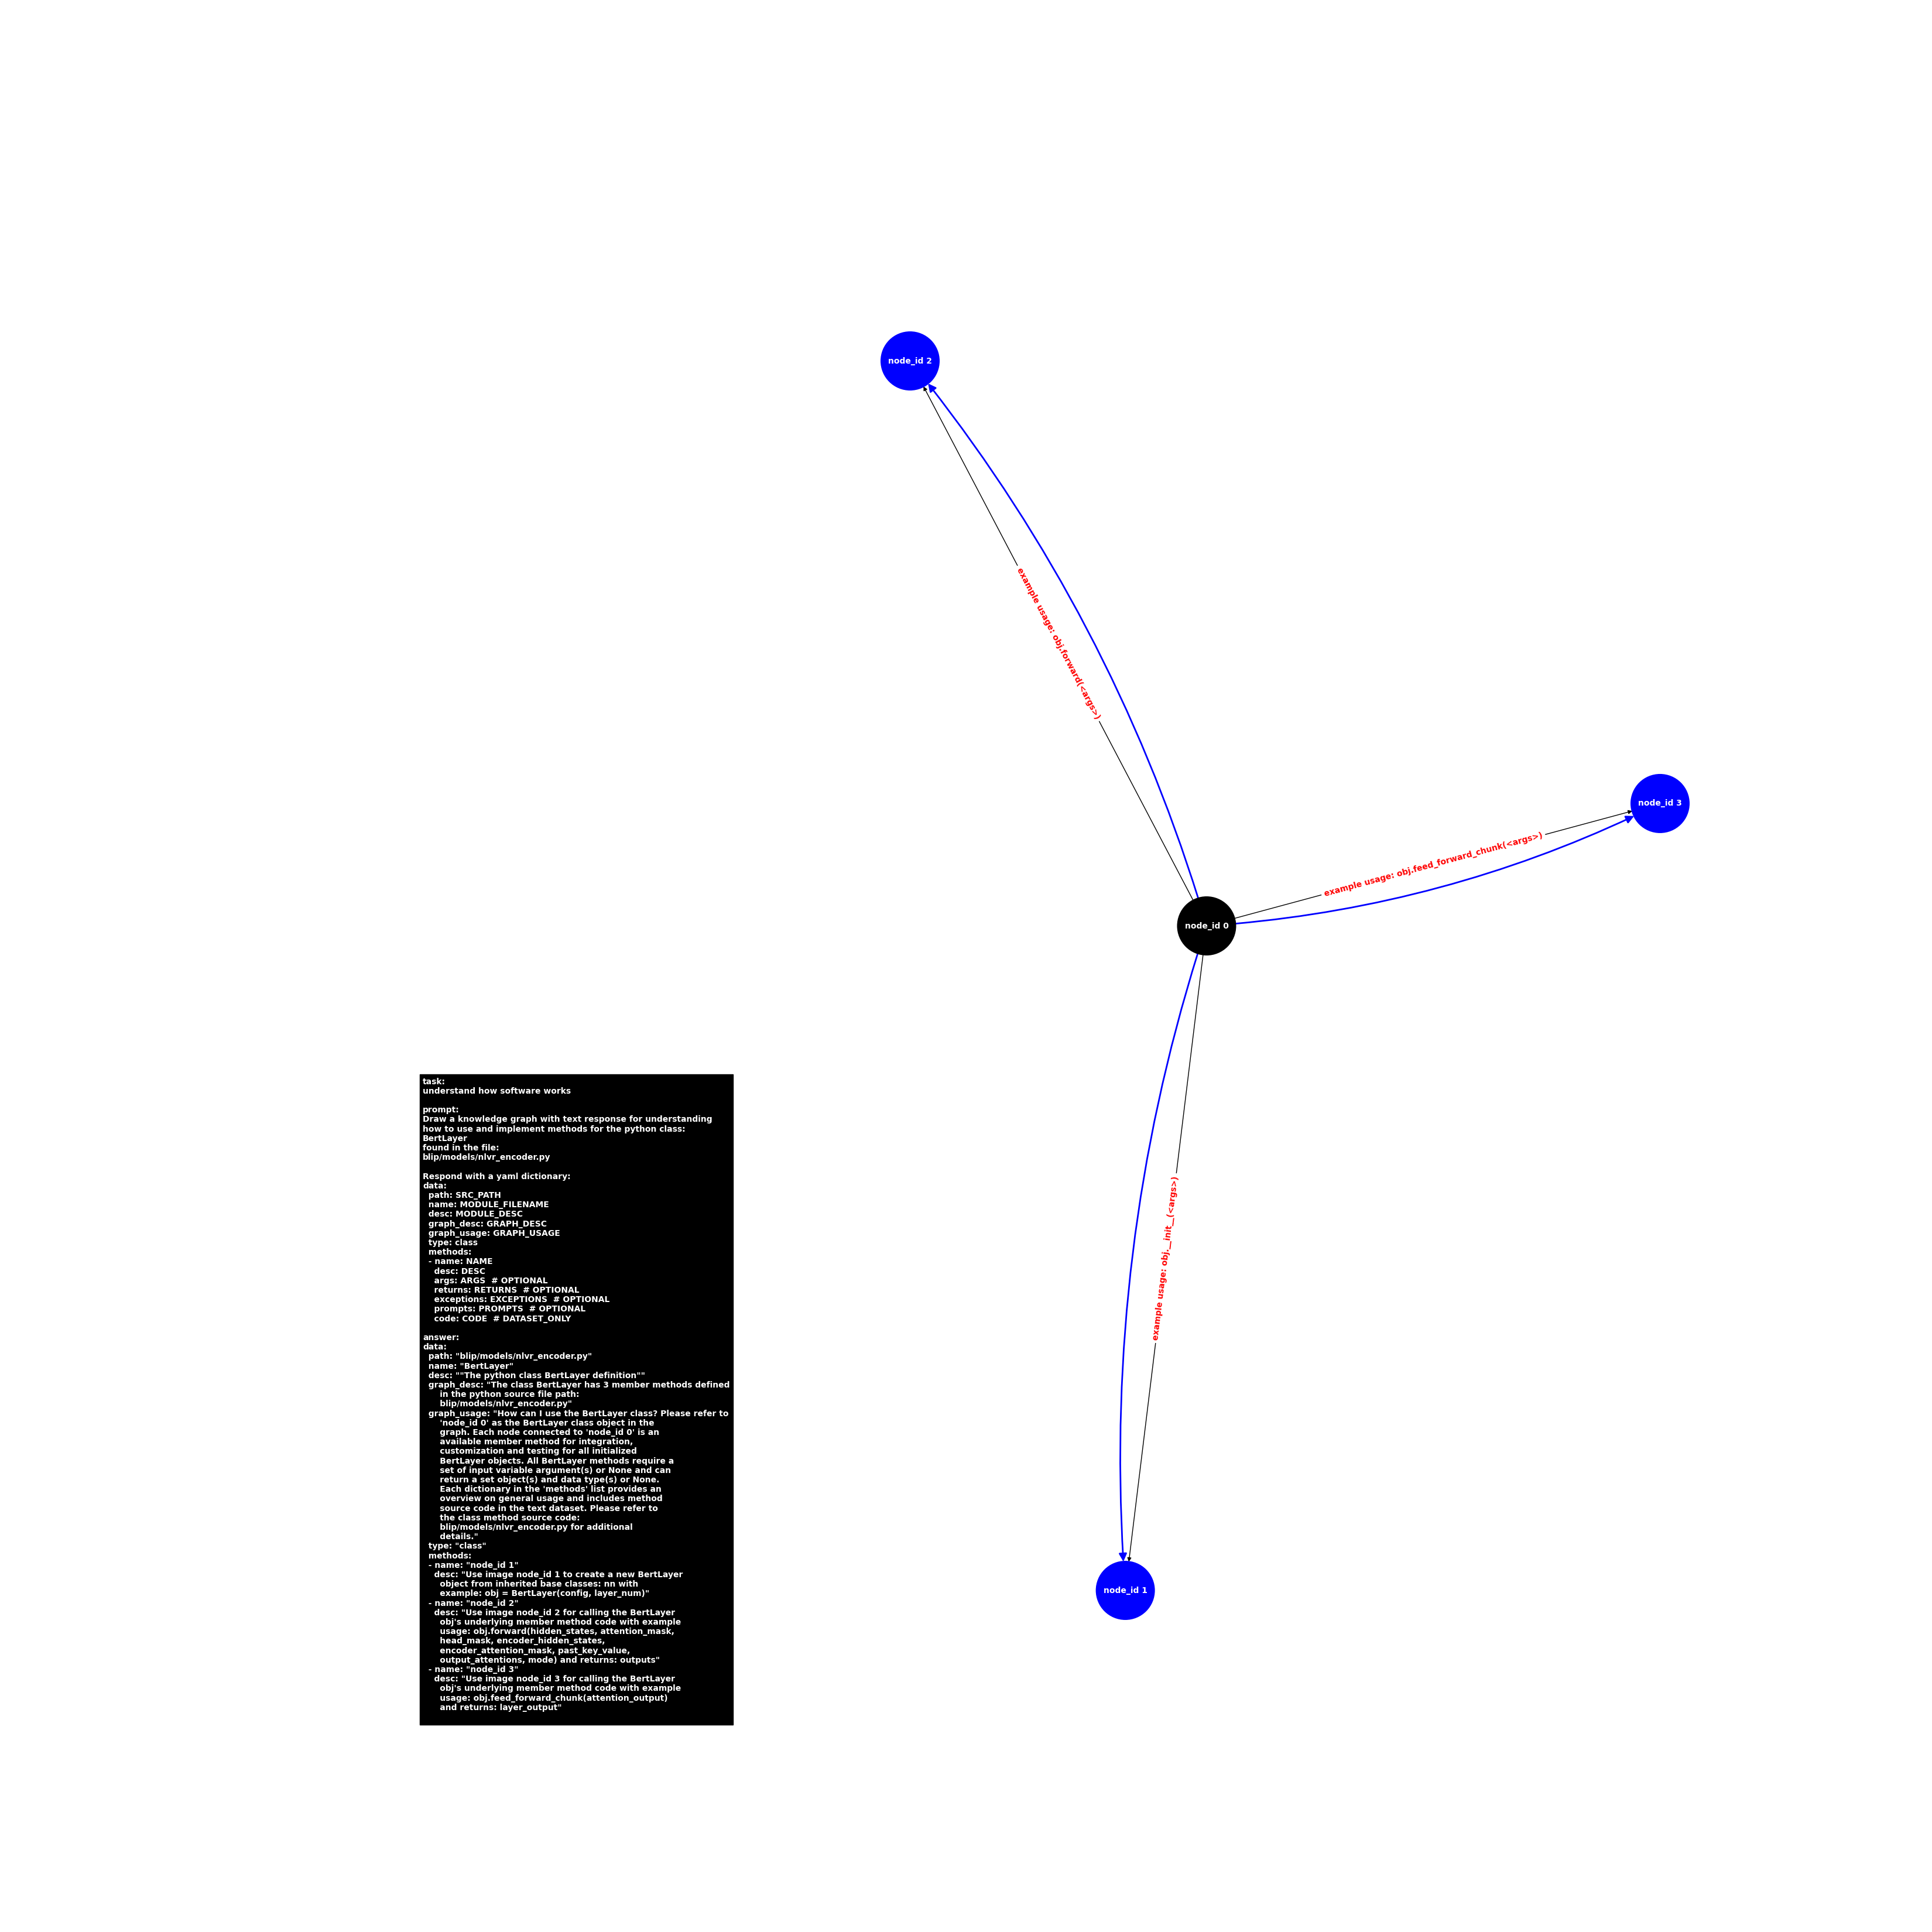 node_id 2
example usage: obj.forward(<args>)
node_id 3
example usage: obj.feed_forward_chunk(<args>)
node_id 0
example usage: obj.__init__(<args>)
node_id 1
task:
understand how software works

prompt:
Draw a knowledge graph with text response for understanding
how to use and implement methods for the python class:
BertLayer
found in the file:
blip/models/nlvr_encoder.py

Respond with a yaml dictionary:
data:
  path: SRC_PATH
  name: MODULE_FILENAME
  desc: MODULE_DESC
  graph_desc: GRAPH_DESC
  graph_usage: GRAPH_USAGE
  type: class
  methods:
  - name: NAME
    desc: DESC
    args: ARGS  # OPTIONAL
    returns: RETURNS  # OPTIONAL
    exceptions: EXCEPTIONS  # OPTIONAL
    prompts: PROMPTS  # OPTIONAL
    code: CODE  # DATASET_ONLY

answer:
data:
  path: "blip/models/nlvr_encoder.py"
  name: "BertLayer"
  desc: ""The python class BertLayer definition""
  graph_desc: "The class BertLayer has 3 member methods defined
      in the python source file path:
      blip/models/nlvr_encoder.py"
  graph_usage: "How can I use the BertLayer class? Please refer to
      'node_id 0' as the BertLayer class object in the
      graph. Each node connected to 'node_id 0' is an
      available member method for integration,
      customization and testing for all initialized
      BertLayer objects. All BertLayer methods require a
      set of input variable argument(s) or None and can
      return a set object(s) and data type(s) or None.
      Each dictionary in the 'methods' list provides an
      overview on general usage and includes method
      source code in the text dataset. Please refer to
      the class method source code:
      blip/models/nlvr_encoder.py for additional
      details."
  type: "class"
  methods:
  - name: "node_id 1"
    desc: "Use image node_id 1 to create a new BertLayer
      object from inherited base classes: nn with
      example: obj = BertLayer(config, layer_num)"
  - name: "node_id 2"
    desc: "Use image node_id 2 for calling the BertLayer
      obj's underlying member method code with example
      usage: obj.forward(hidden_states, attention_mask,
      head_mask, encoder_hidden_states,
      encoder_attention_mask, past_key_value,
      output_attentions, mode) and returns: outputs"
  - name: "node_id 3"
    desc: "Use image node_id 3 for calling the BertLayer
      obj's underlying member method code with example
      usage: obj.feed_forward_chunk(attention_output)
      and returns: layer_output"